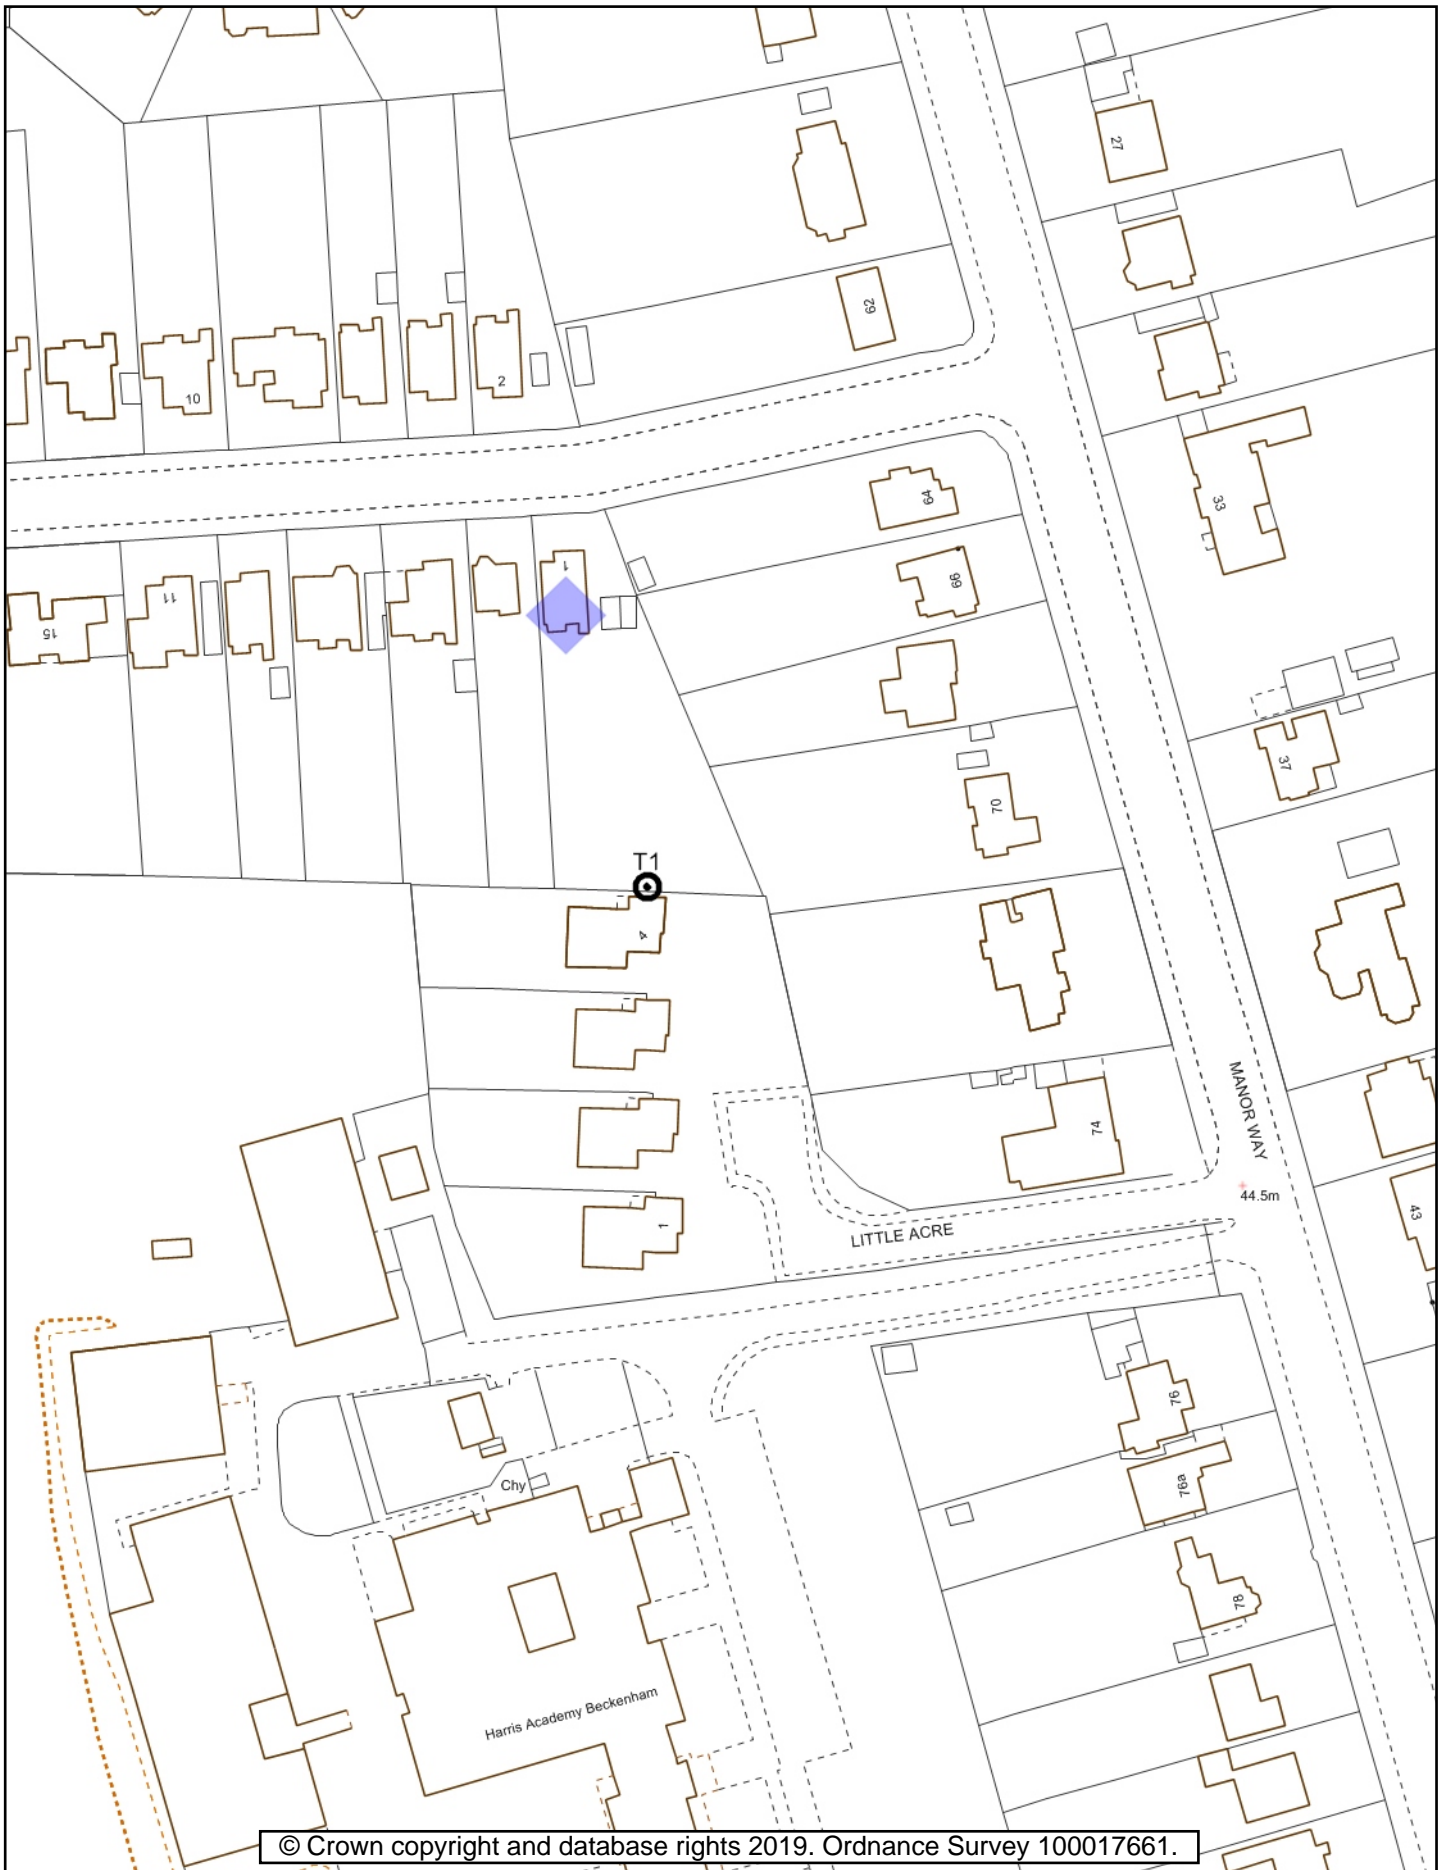 27
62
2
10
64
33
1
11
66
15
37
70
T1
4
MANOR WAY
74
44.5m
43
1
LITTLE ACRE
76
76a
Chy
78
Harris Academy Beckenham
© Crown copyright and database rights 2019. Ordnance Survey 100017661.